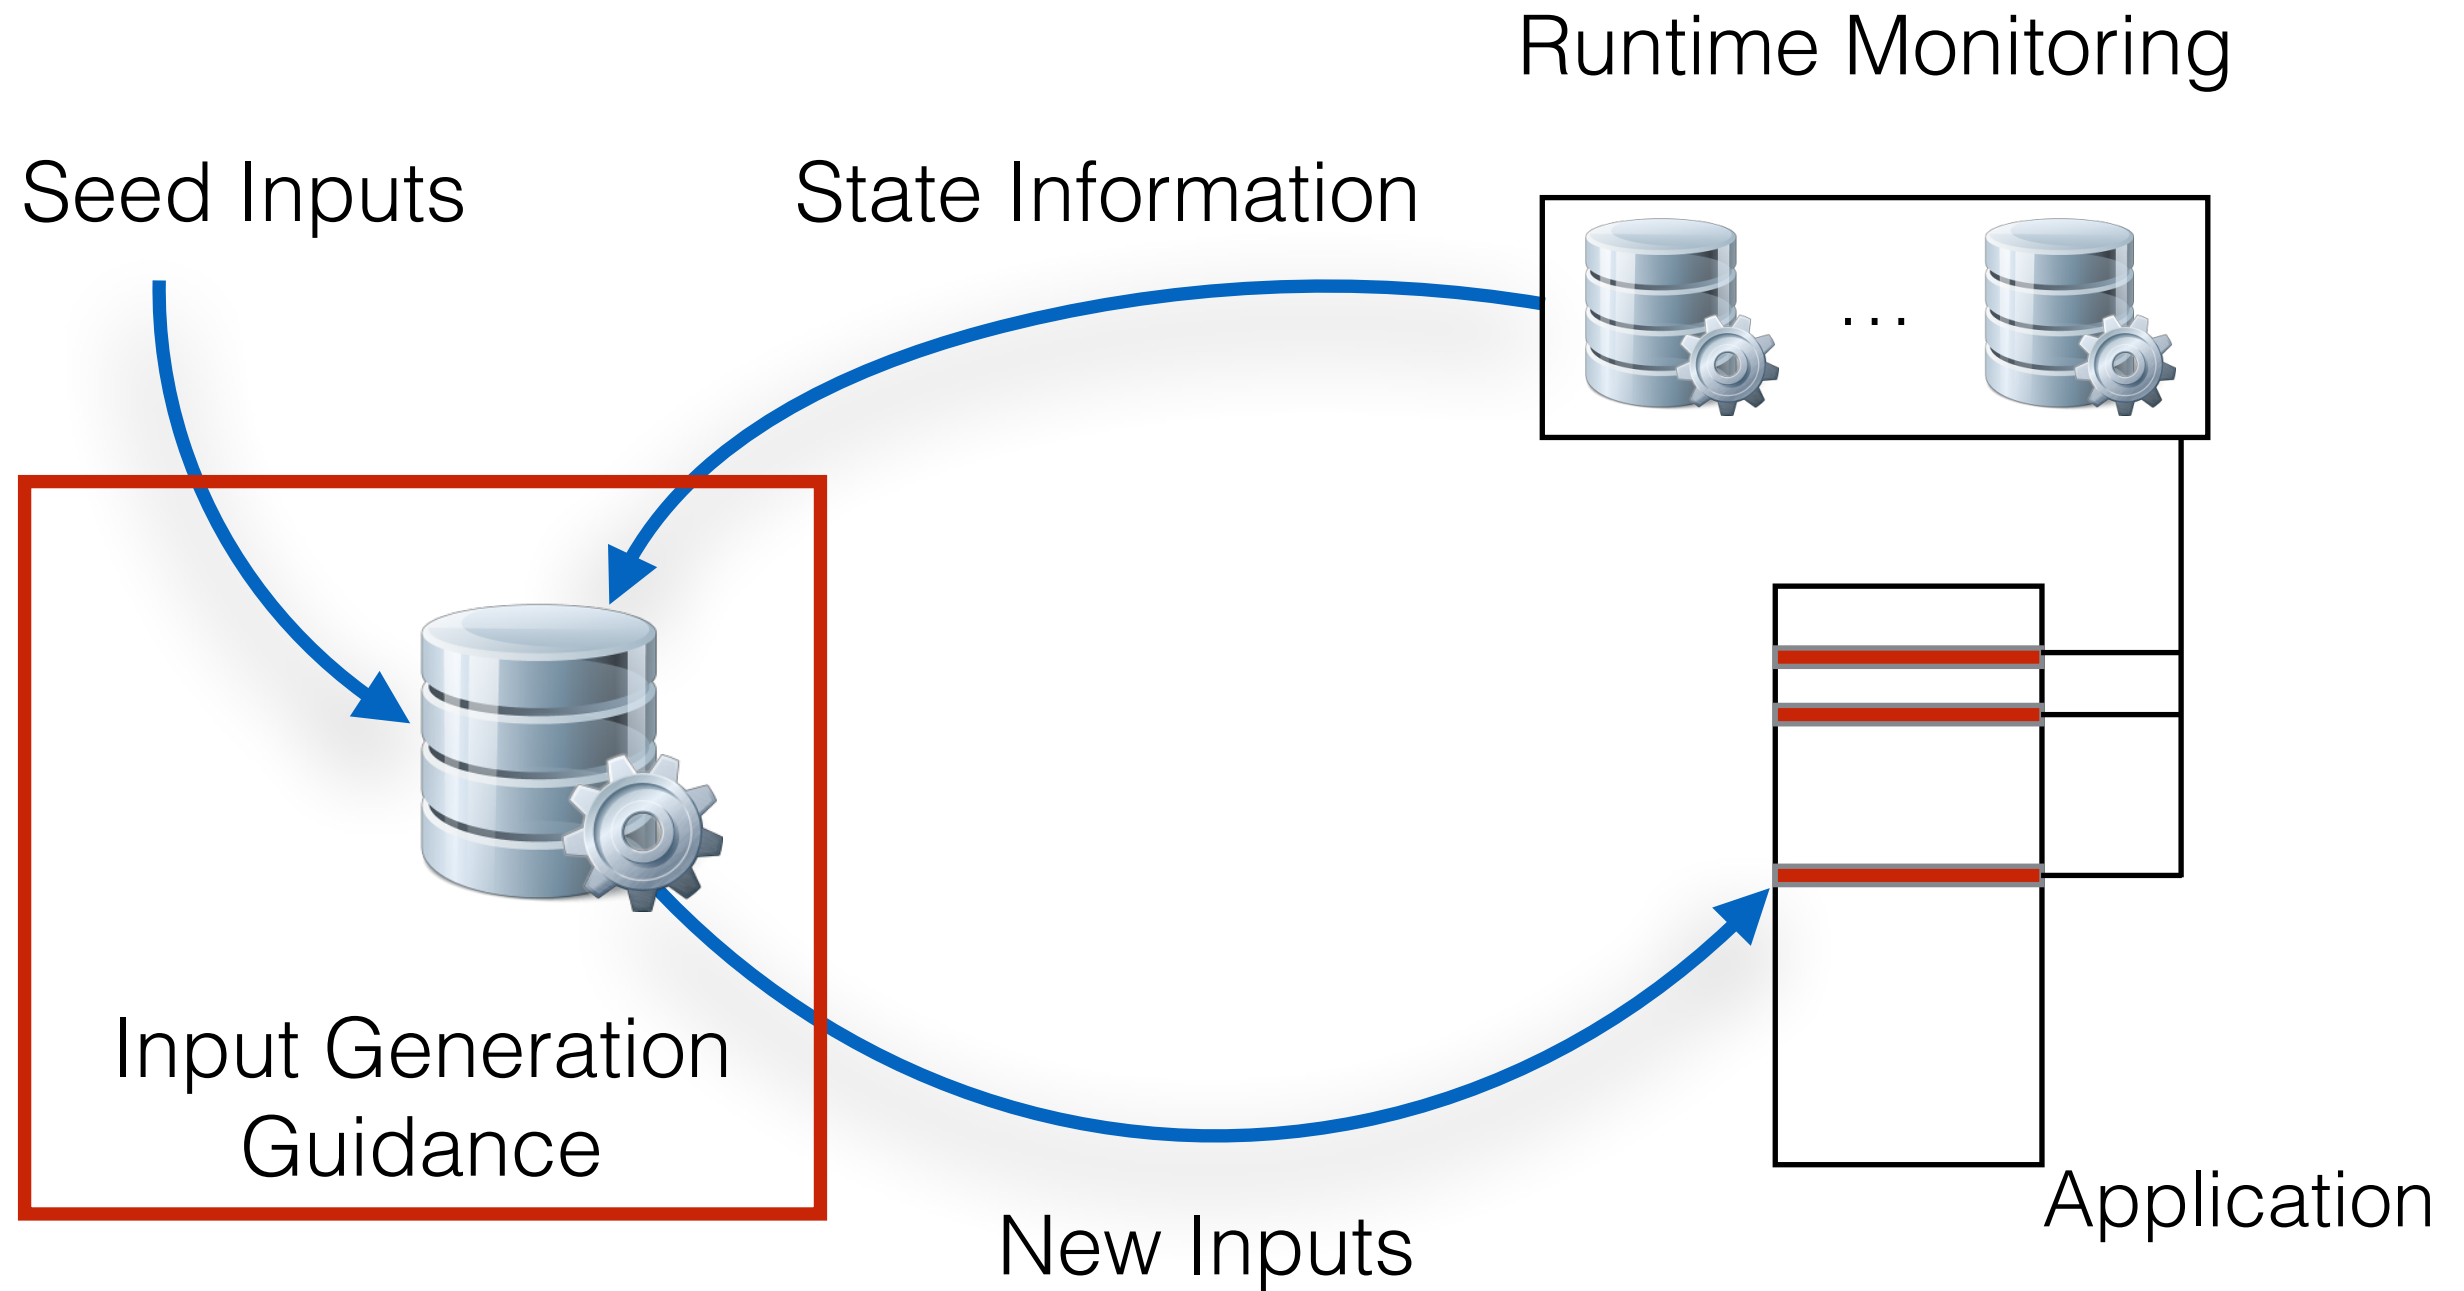 Runtime Monitoring
Seed Inputs
State Information
...
Input Generation
Guidance
Application
New Inputs